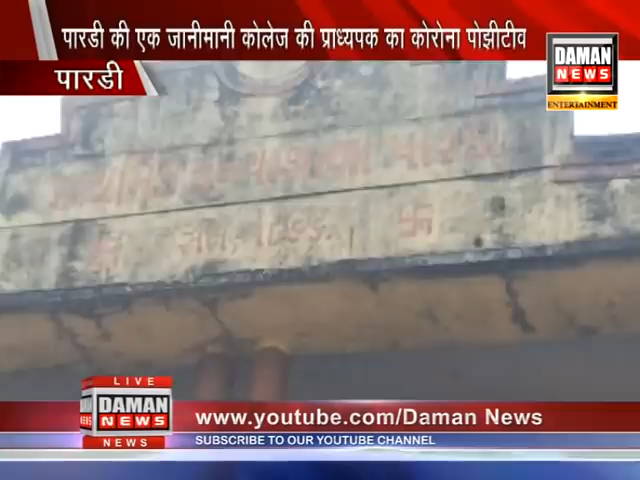 पारडी की एक जानीमानी कोलेज की प्राध्यपक का कोरोना पोझीटीव
पारडी
DAMAN
NEWS
ENTERTAINMENT
LIVE
DAMAN
NEWS
NEWS
www.youtube.com/Daman News
SUBSCRIBE TO OUR YOUTUBE CHANNEL